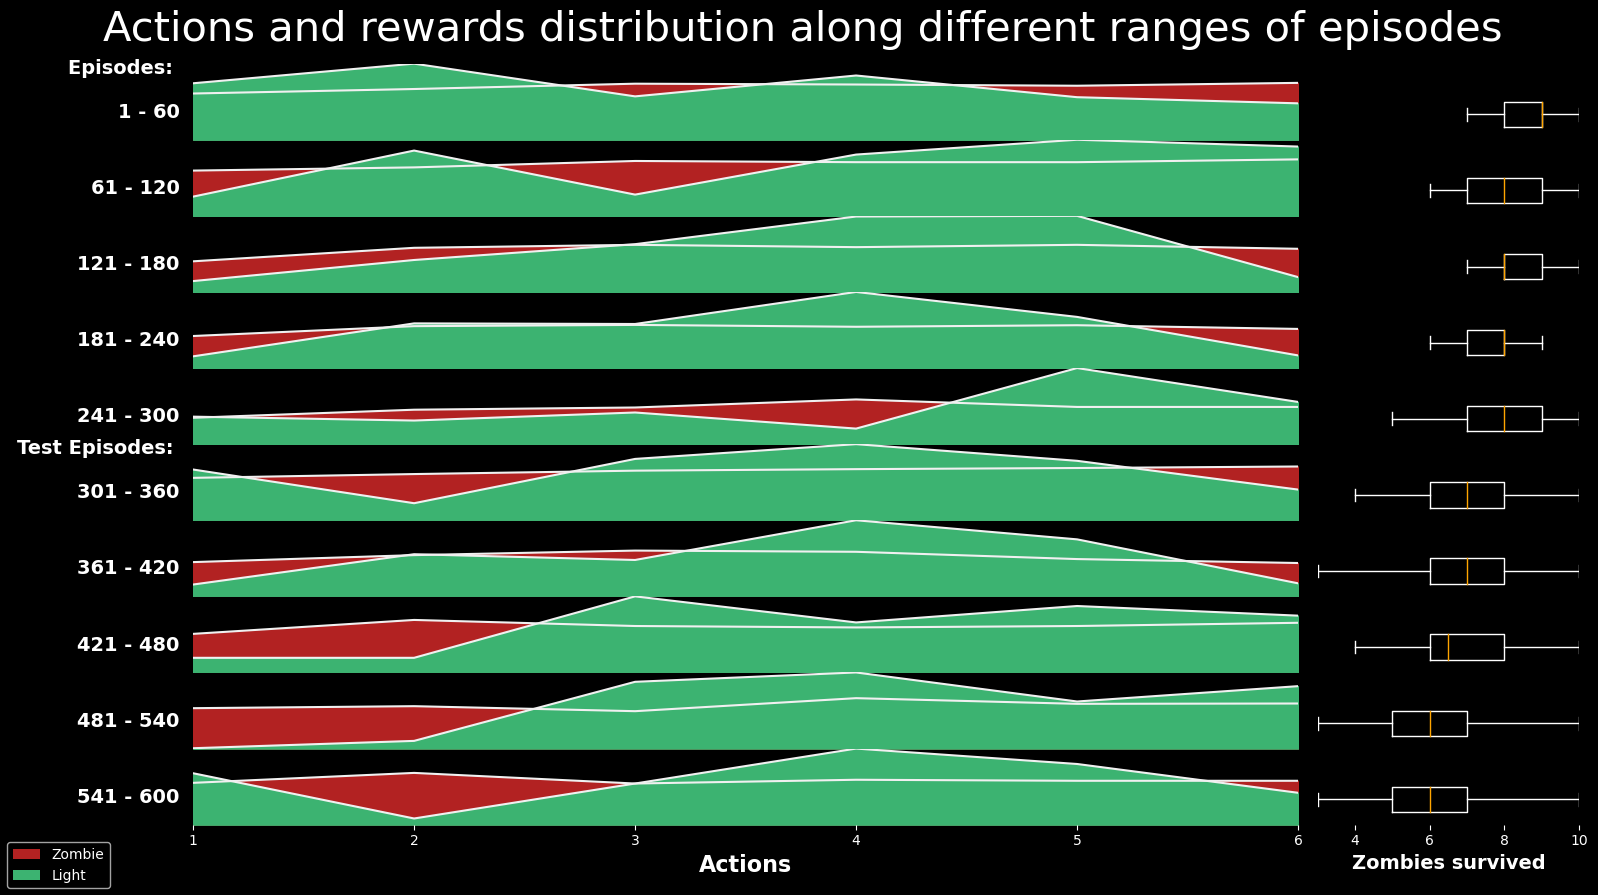 Actions and rewards distribution along different ranges of episodes
Episodes:
1 - 60
61 - 120
121 - 180
181 - 240
241 - 300
Test Episodes:
301 - 360
361 - 420
421 - 480
481 - 540
541 - 600
1 2 3 4 5 6
Actions
4 6 8 10
Zombies survived
Zombie
Light